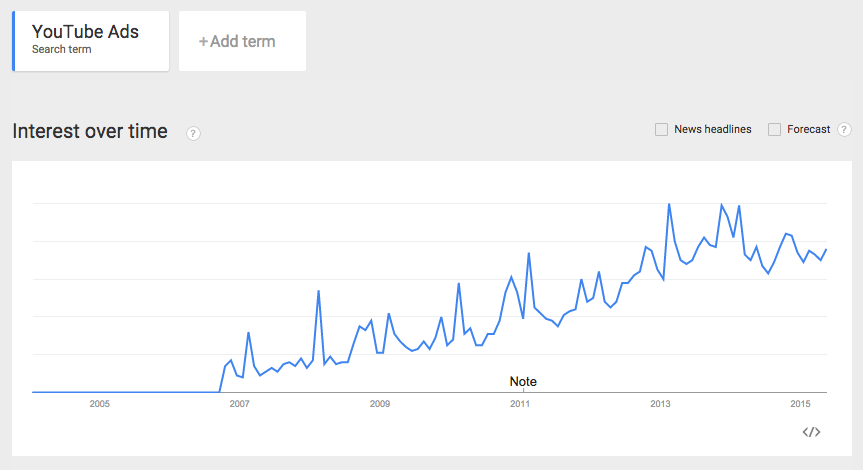 YouTube Ads
Search term
+Add term
Interest over time ?
News headlines
Forecast ?
Note
2005 2007 2009 2011 2013 2015
</>